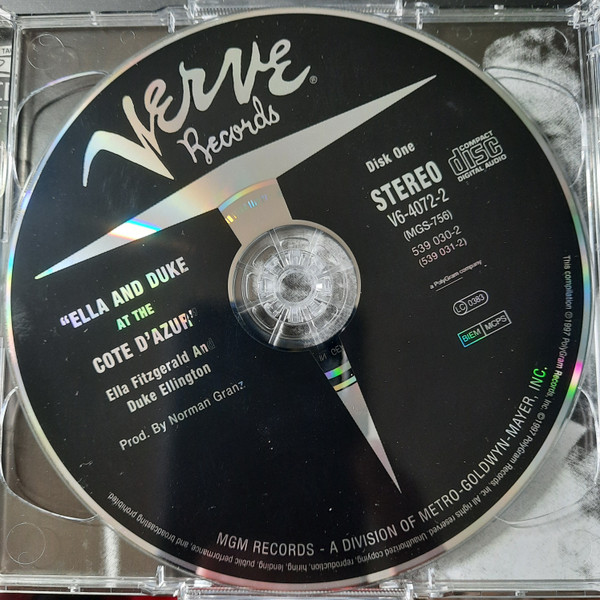 Verve®
Records
Disk One
COMPACT
disc
DIGITAL AUDIO
STEREO
V6-4072-2
(MGS-756)
539 030-2
(539 031-2)
a PolyGram company
LC 0383
BIEM MCPS
"ELLA AND DUKE
AT THE
COTE D'AZUR"
Ella Fitzgerald And
Duke Ellington
Prod. By Norman Granz
MGM RECORDS - A DIVISION OF METRO-GOLDWYN-MAYER, INC.
This compilation ℗ 1997 PolyGram Records, Inc. © 1997 PolyGram Records, Inc. All rights reserved. Unauthorized copying, reproduction, hiring, lending, public performance, and broadcasting prohibited.